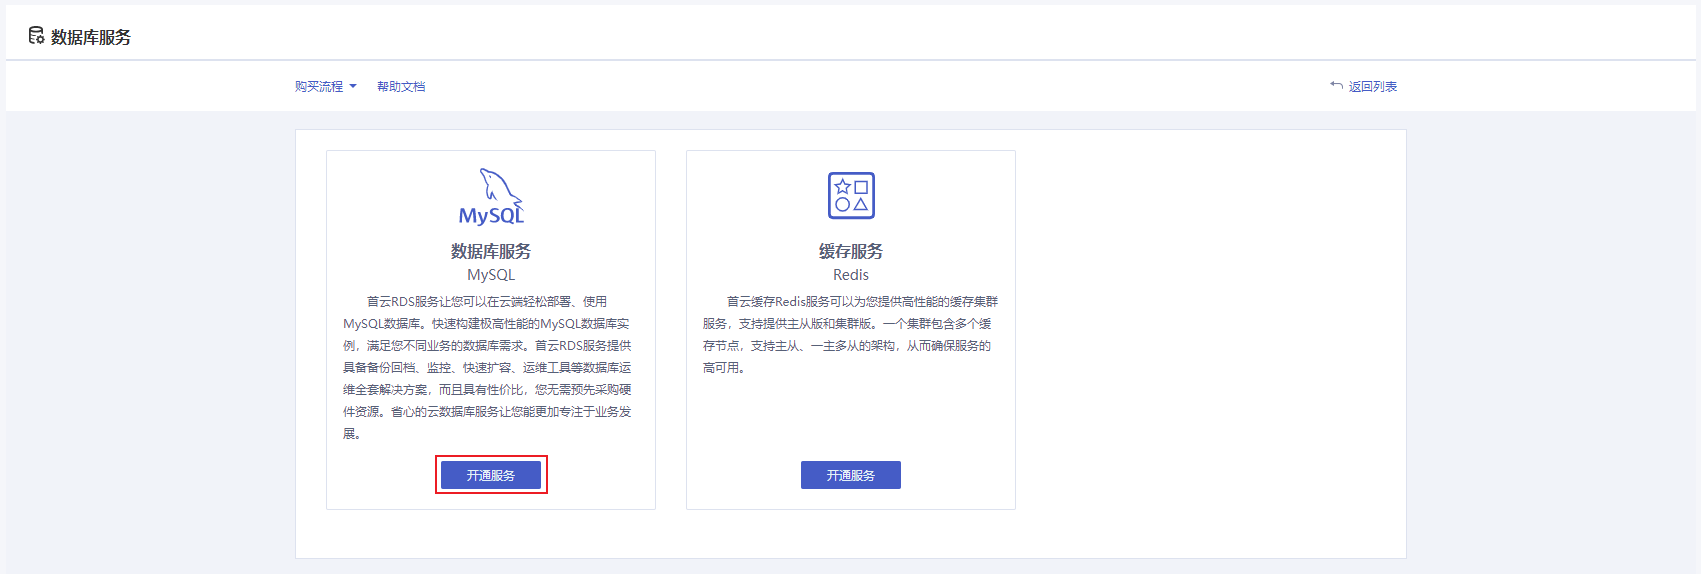 数据库服务
购买流程 帮助文档 返回列表
MySQL
数据库服务
MySQL
首云RDS服务让您可以在云端轻松部署、使用
MySQL数据库。快速构建极高性能的MySQL数据库实
例，满足您不同业务的数据库需求。首云RDS服务提供
具备备份回档、监控、快速扩容、运维工具等数据库运
维全套解决方案，而且具有性价比，您无需预先采购硬
件资源。省心的云数据库服务让您能更加专注于业务发
展。
开通服务
缓存服务
Redis
首云缓存Redis服务可以为您提供高性能的缓存集群
服务，支持提供主从版和集群版。一个集群包含多个缓
存节点，支持主从、一主多从的架构，从而确保服务的
高可用。
开通服务